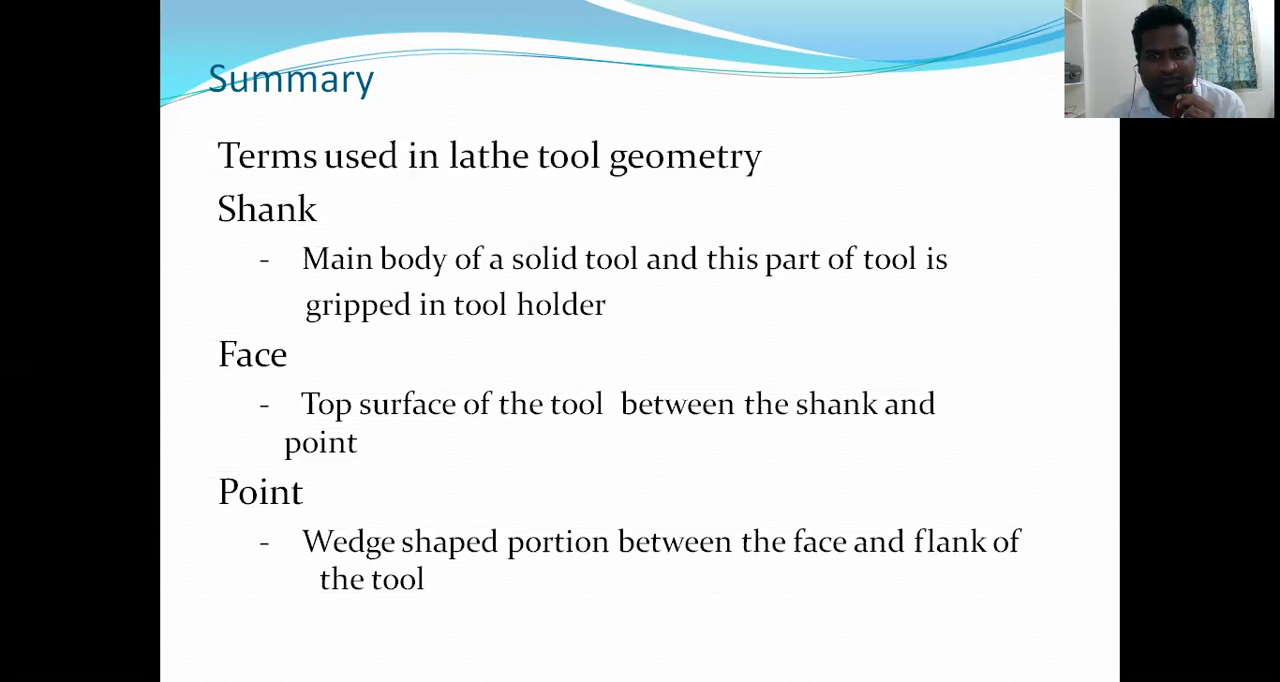 Summary
Terms used in lathe tool geometry
Shank
- Main body of a solid tool and this part of tool is
gripped in tool holder
Face
- Top surface of the tool between the shank and
point
Point
- Wedge shaped portion between the face and flank of
the tool